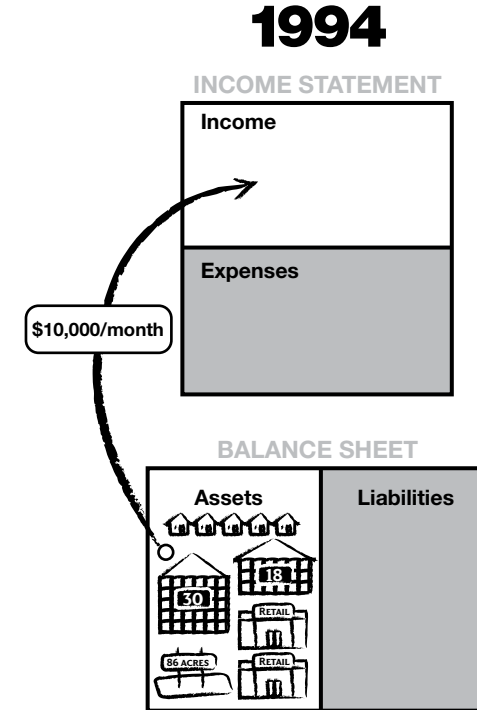 1994
INCOME STATEMENT
Income
Expenses
$10,000/month
BALANCE SHEET
Assets
Liabilities
18
30
RETAIL
86 ACRES
RETAIL